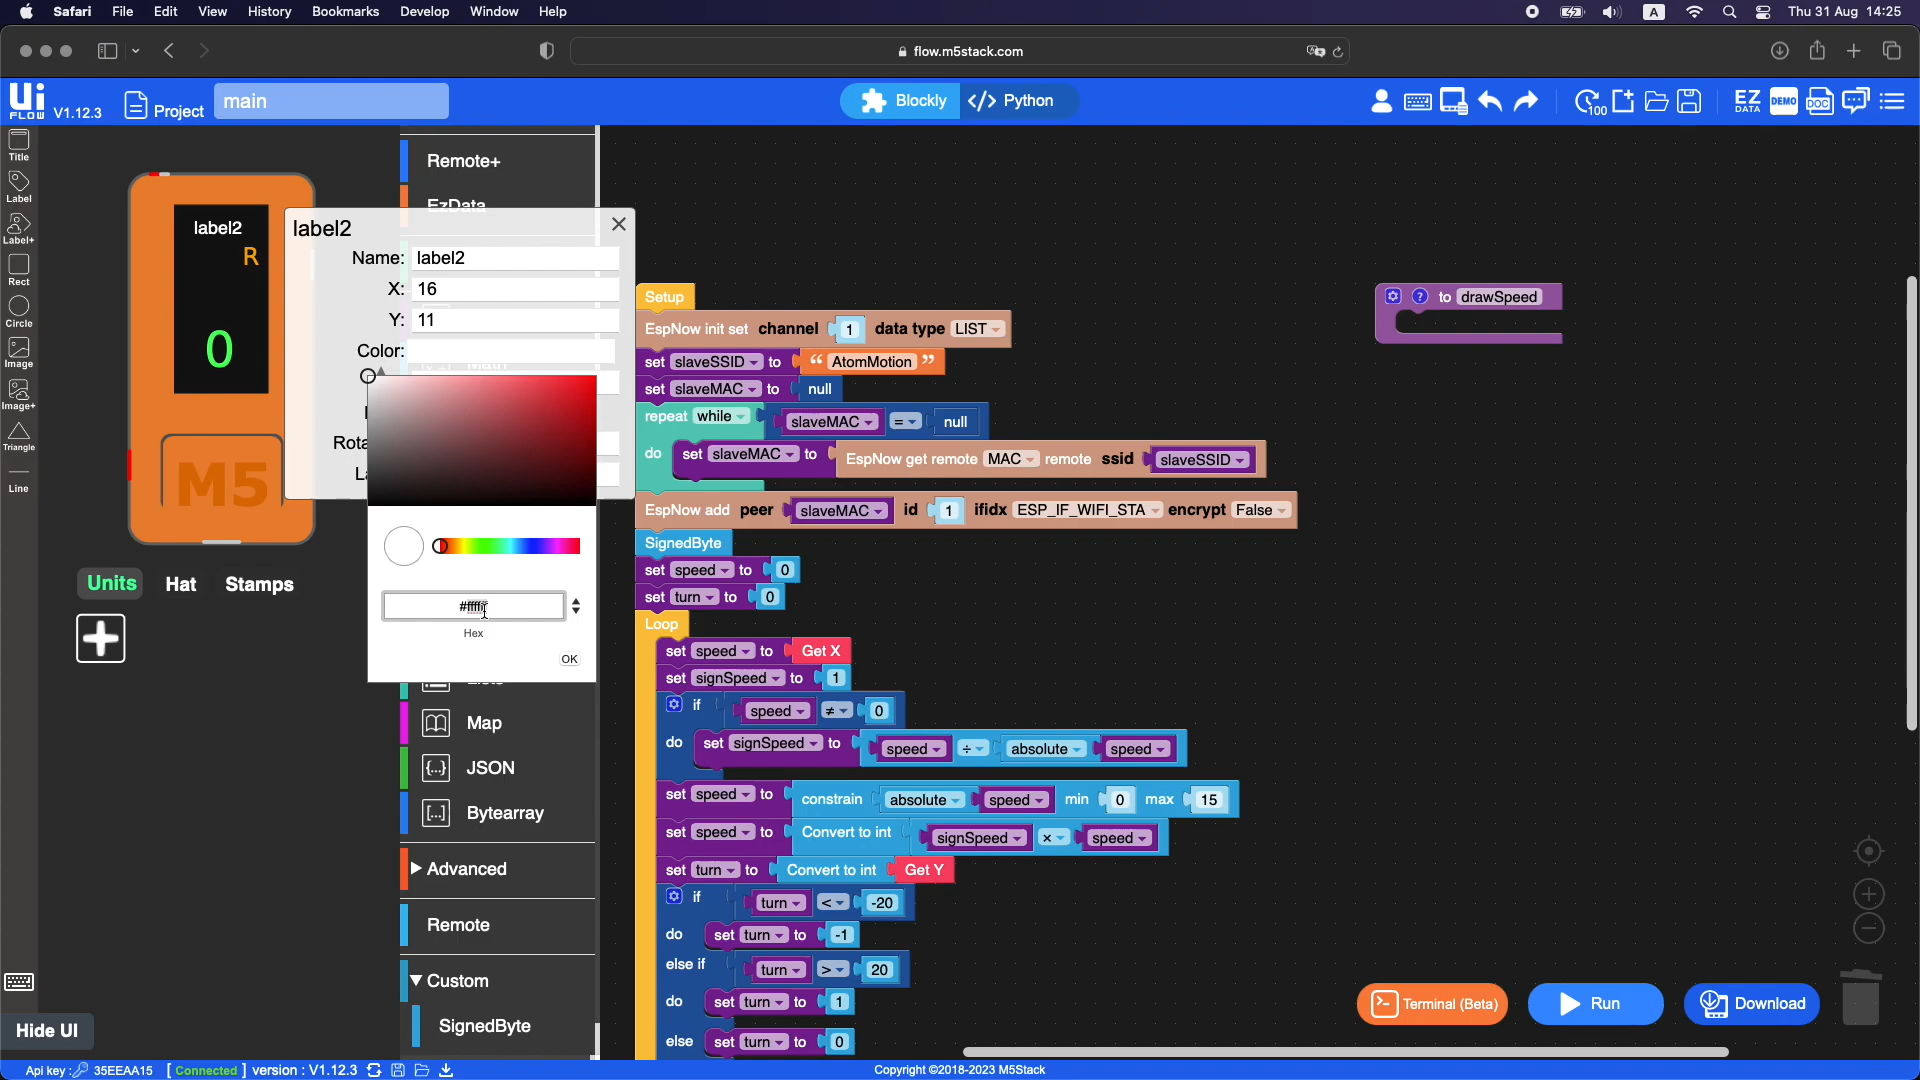 Safari File Edit View History Bookmarks Develop Window Help
A Thu 31 Aug 14:25
flow.m5stack.com
Ui FLOW V1.12.3 Project main
Blockly </> Python
100 EZ DATA DEMO DOC
Title
Label
Label+
Rect
Circle
Image
Image+
Triangle
Line
label2
R
0
M5
Units Hat Stamps
Hide UI
Remote+
EzData
label2
Name: label2
X: 16
Y: 11
Color:
Rota
La
#ffffff
Hex
OK
Map
JSON
Bytearray
Advanced
Remote
Custom
SignedByte
Setup
EspNow init set channel 1 data type LIST
set slaveSSID to “ AtomMotion ”
set slaveMAC to null
repeat while slaveMAC = null
do set slaveMAC to EspNow get remote MAC remote ssid slaveSSID
EspNow add peer slaveMAC id 1 ifidx ESP_IF_WIFI_STA encrypt False
SignedByte
set speed to 0
set turn to 0
Loop
set speed to Get X
set signSpeed to 1
if speed ≠ 0
do set signSpeed to speed ÷ absolute speed
set speed to constrain absolute speed min 0 max 15
set speed to Convert to int signSpeed × speed
set turn to Convert to int Get Y
if turn < -20
do set turn to -1
else if turn > 20
do set turn to 1
else set turn to 0
? to drawSpeed
Terminal (Beta) Run Download
Api key : 35EEAA15 [ Connected ] version : V1.12.3
Copyright ©2018-2023 M5Stack